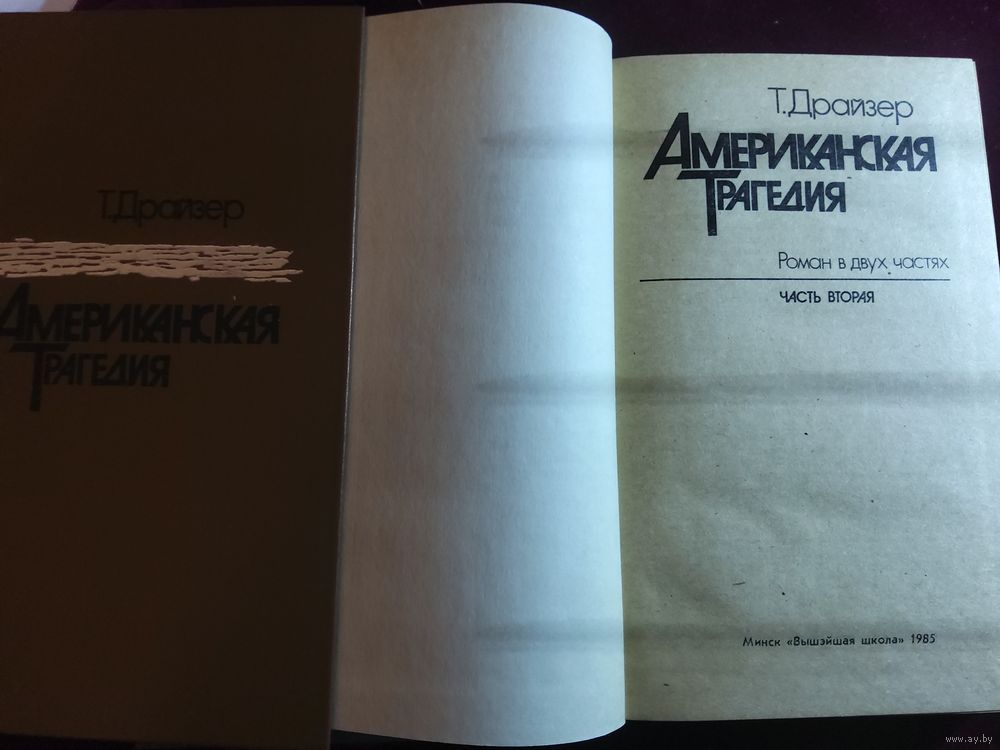 Т.Драйзер
Американская
Трагедия
Т.Драйзер
Американская
Трагедия
Роман в двух частях
часть вторая
Минск «Вышэйшая школа» 1985
www.ay.by